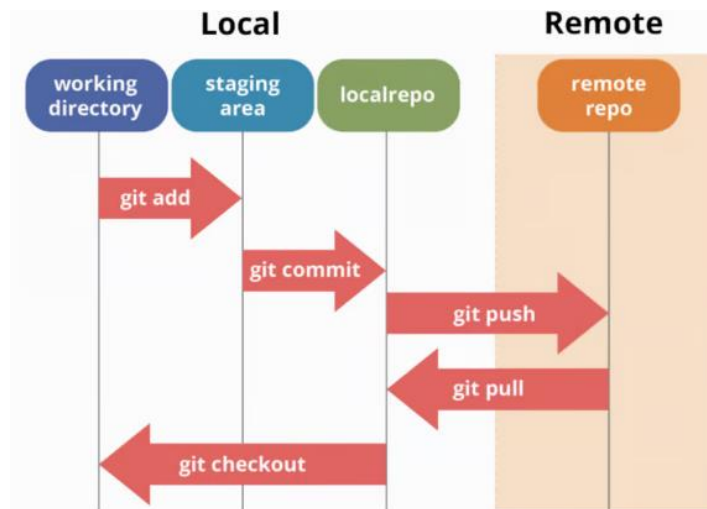 Local
Remote
working
directory
staging
area
localrepo
remote
repo
git add
git commit
git push
git pull
git checkout